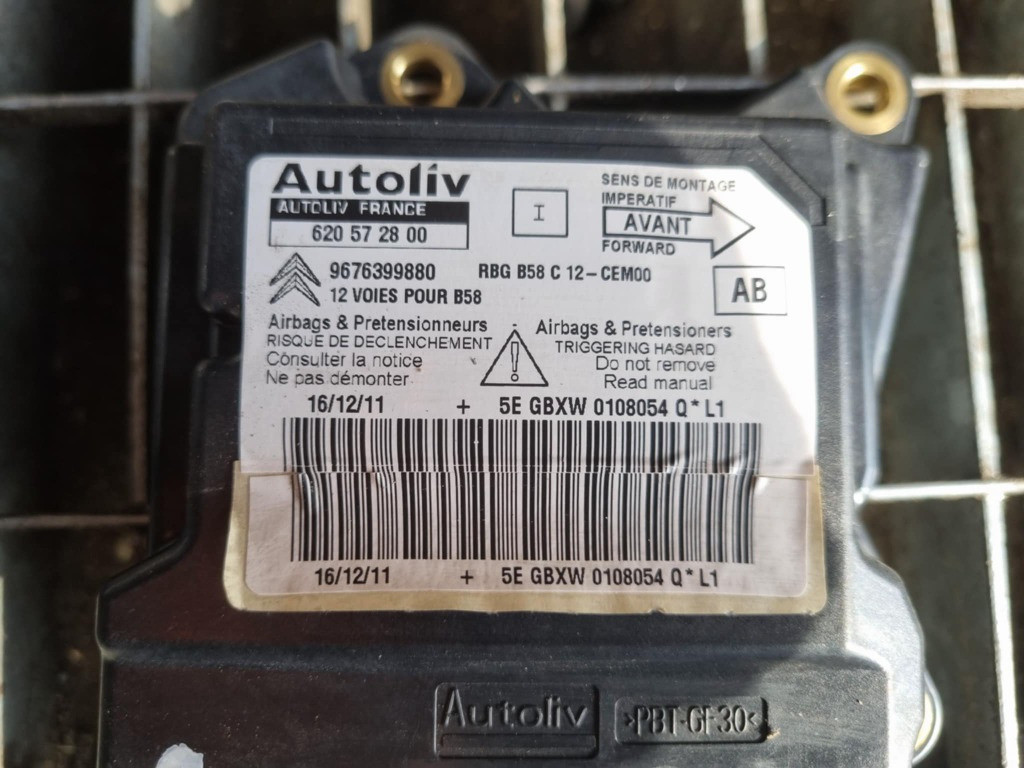 Autoliv
AUTOLIV FRANCE
620 57 28 00
I
SENS DE MONTAGE
IMPERATIF
AVANT
FORWARD
9676399880 RBG B58 C 12-CEM00
12 VOIES POUR B58
AB
Airbags & Pretensionneurs
RISQUE DE DECLENCHEMENT
Consulter la notice
Ne pas démonter
!
Airbags & Pretensioners
TRIGGERING HASARD
Do not remove
Read manual
16/12/11 + 5E GBXW 0108054 Q * L1
16/12/11 + 5E GBXW 0108054 Q * L1
Autoliv
>PBT-GF30<